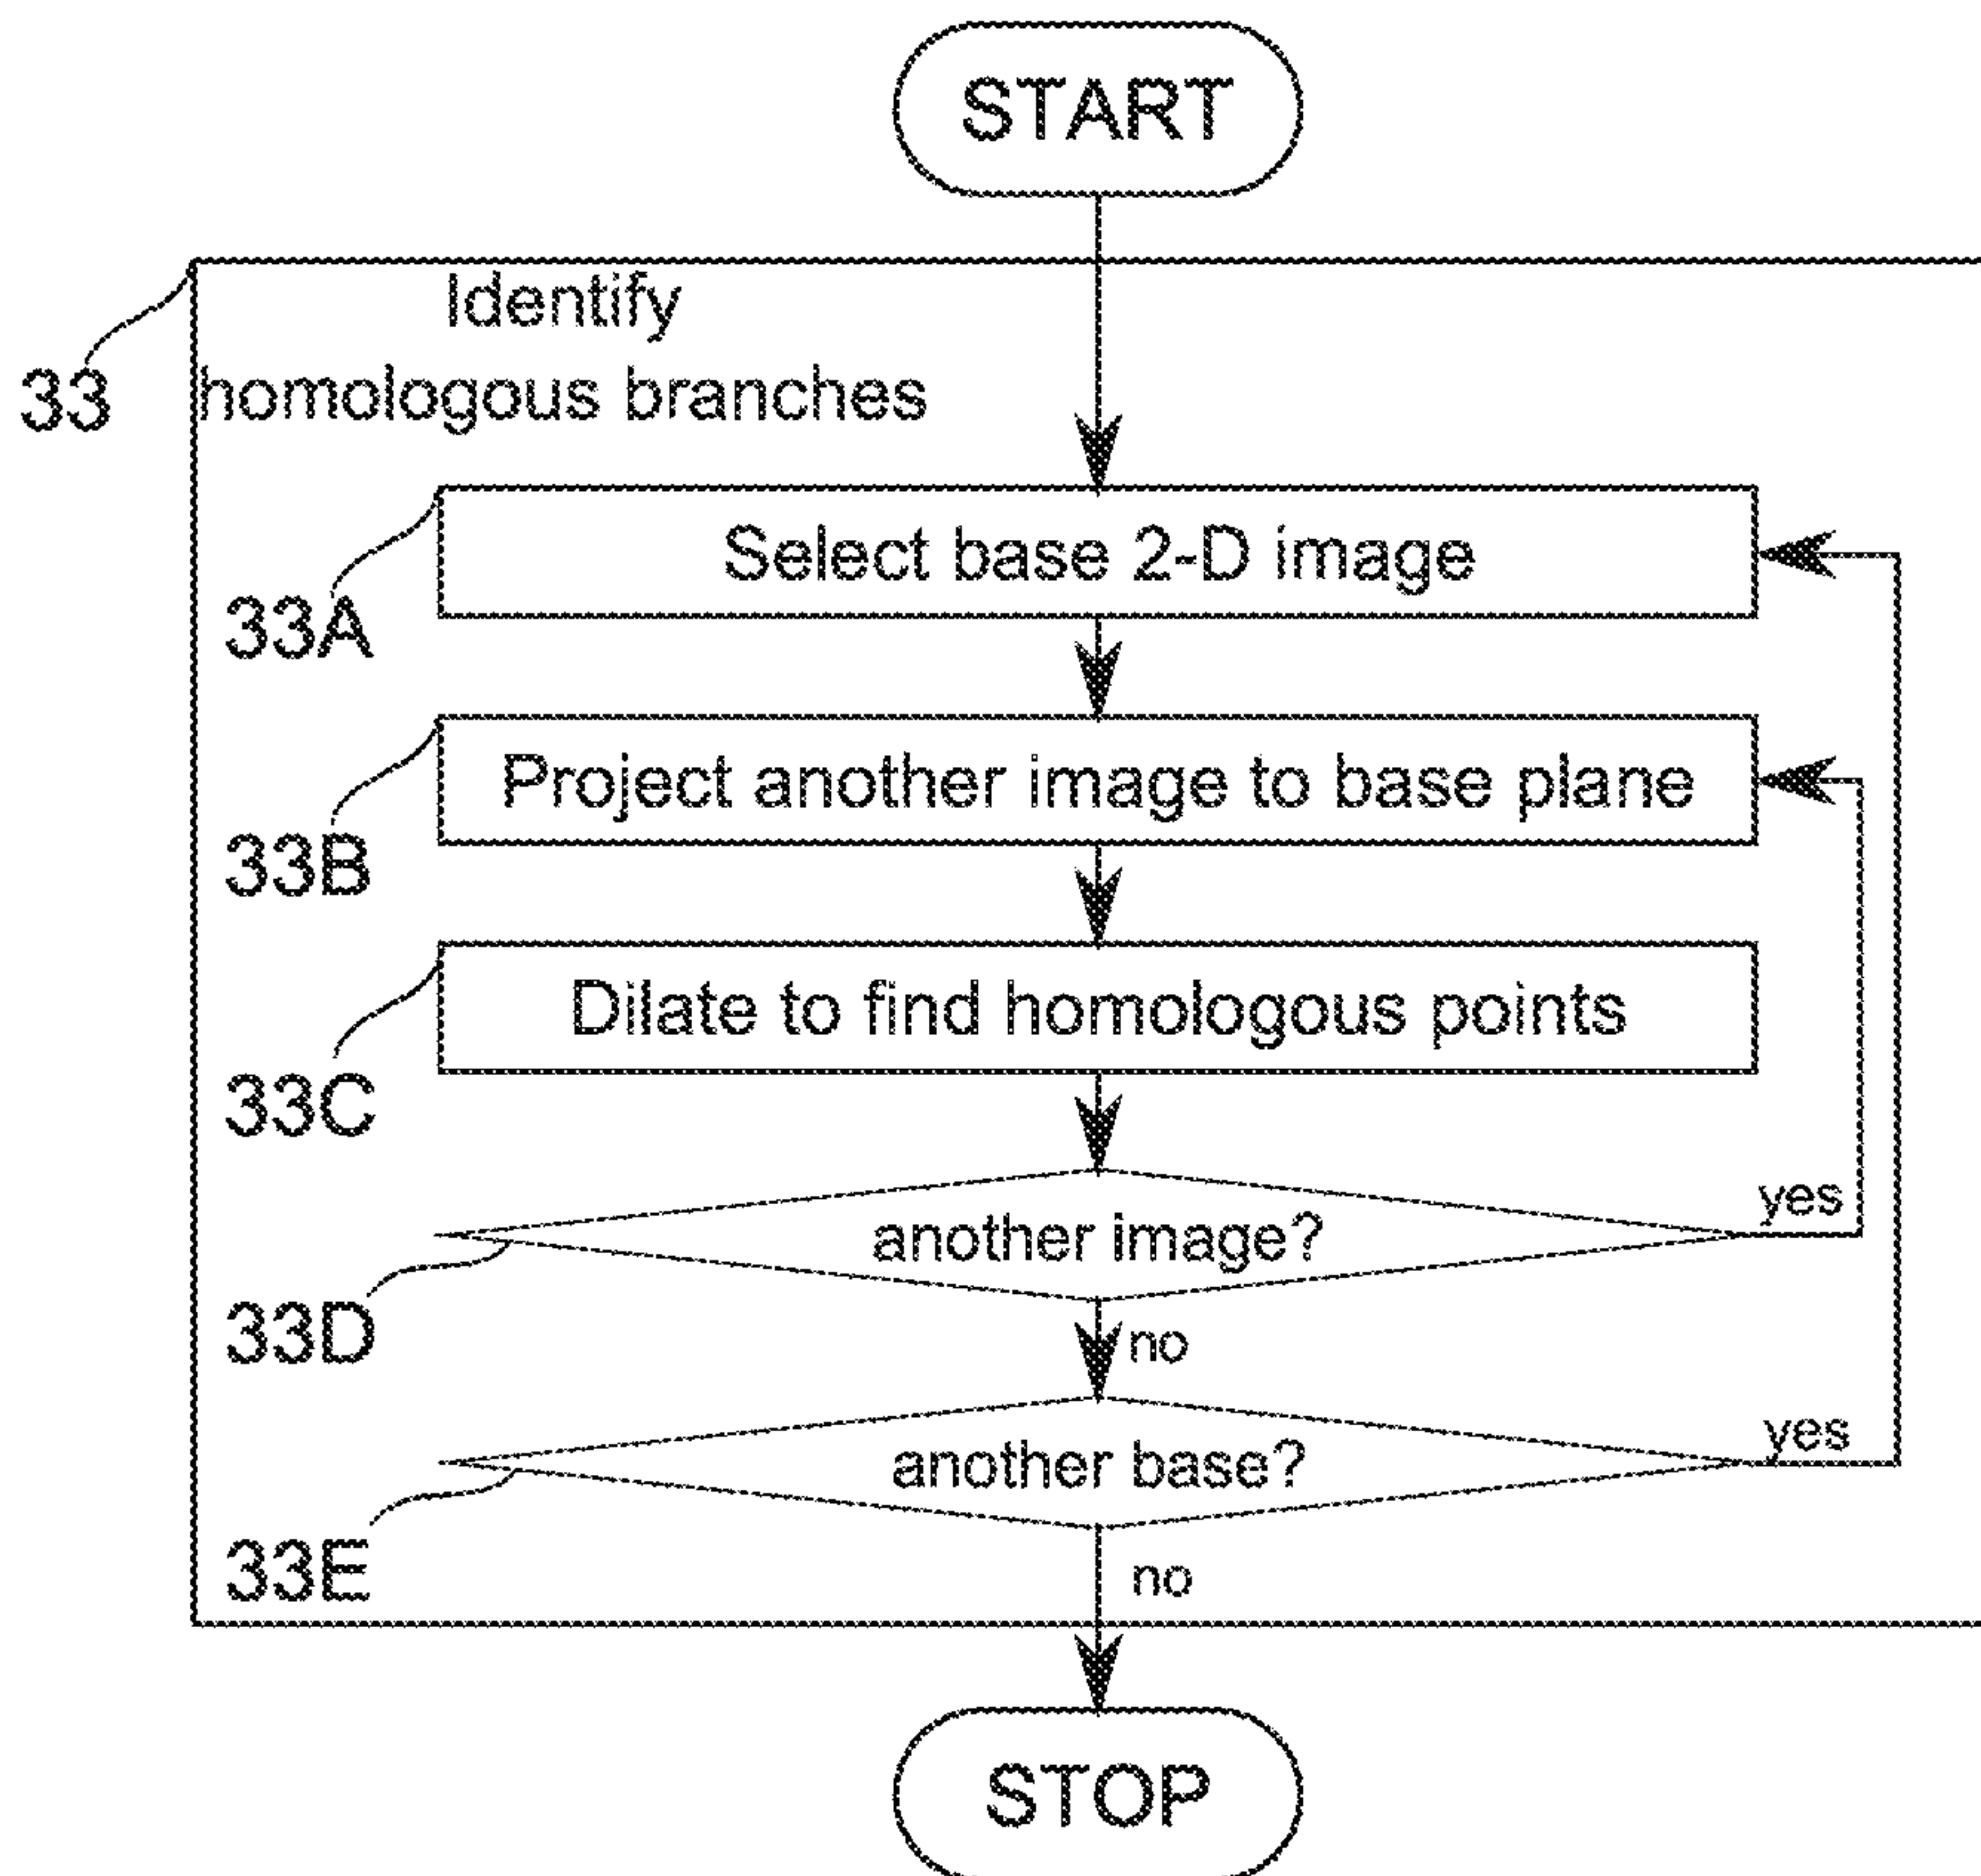 START
Identify
33 homologous branches
Select base 2-D image
33A
Project another image to base plane
33B
Dilate to find homologous points
33C
another image?
yes
33D
no
another base?
yes
33E
no
STOP